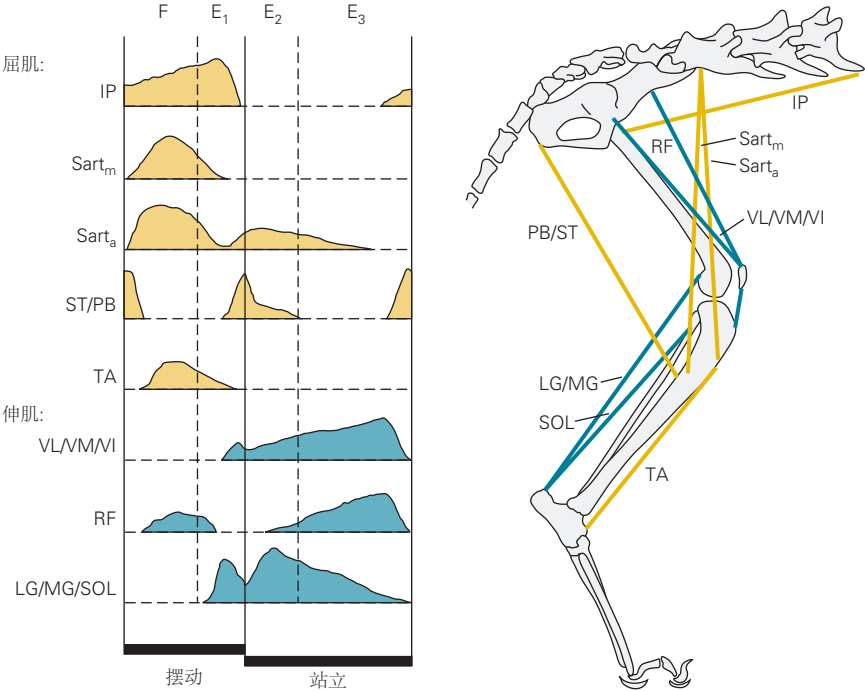 F E₁ E₂ E₃
屈肌:
IP
Sartₘ
Sartₐ
ST/PB
TA
伸肌:
VL/VM/VI
RF
LG/MG/SOL
摆动
站立
IP
RF
Sartₘ
Sartₐ
VL/VM/VI
PB/ST
LG/MG
SOL
TA